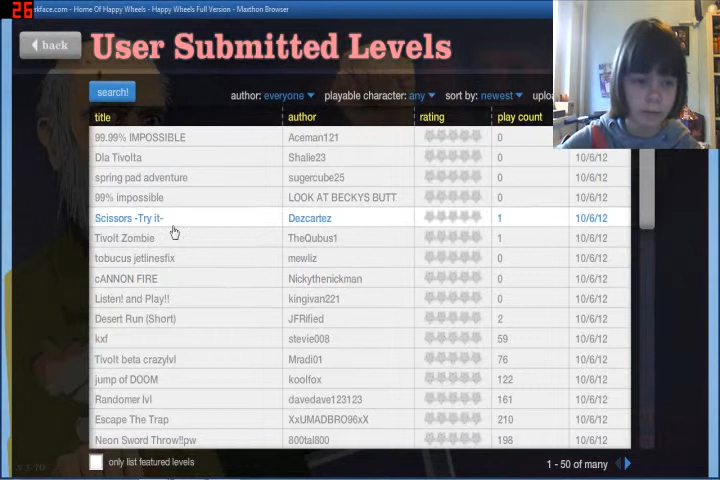 26
rkface.com - Home Of Happy Wheels - Happy Wheels Full Version - Maxthon Browser
back
User Submitted Levels
search!
author: everyone playable character: any sort by: newest uploa
title author rating play count
99.99% IMPOSSIBLE Aceman121 0
Dla Tivolta Shalie23 0 10/6/12
spring pad adventure sugercube25 0 10/6/12
99% impossible LOOK AT BECKYS BUTT 0 10/6/12
Scissors -Try it- Dezcartez 1 10/6/12
Tivolt Zombie TheQubus1 1 10/6/12
tobucus jetlinesfix mewliz 0 10/6/12
cANNON FIRE Nickythenickman 0 10/6/12
Listen! and Play!! kingivan221 0 10/6/12
Desert Run (Short) JFRified 2 10/6/12
kxf stevie008 59 10/6/12
Tivolt beta crazylvl Mradi01 76 10/6/12
jump of DOOM koolfox 122 10/6/12
Randomer lvl davedave123123 161 10/6/12
Escape The Trap XxUMADBRO96xX 210 10/6/12
Neon Sword Throw!!pw 800tal800 198 10/6/12
only list featured levels 1 - 50 of many